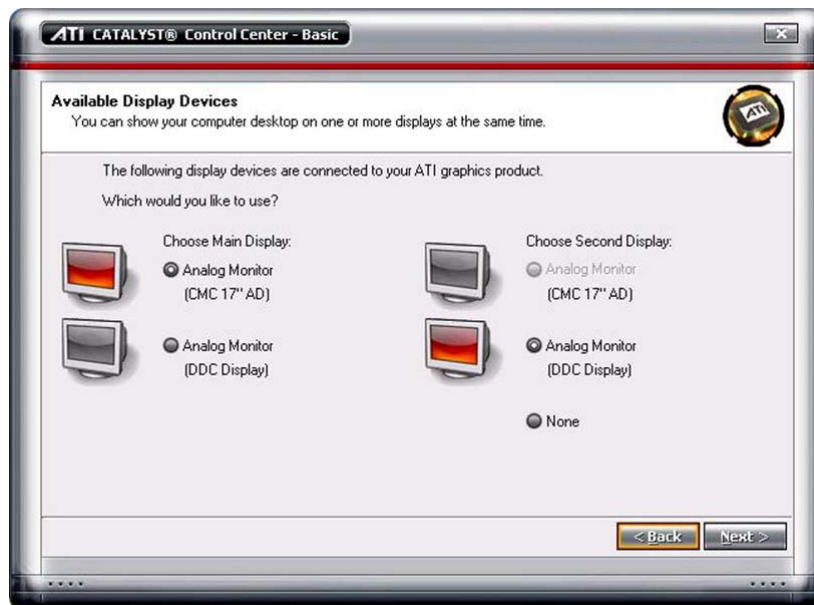 ATI CATALYST® Control Center - Basic
Available Display Devices
You can show your computer desktop on one or more displays at the same time.
ATI
The following display devices are connected to your ATI graphics product.
Which would you like to use?
Choose Main Display:
Analog Monitor
(CMC 17" AD)
Analog Monitor
(DDC Display)
Choose Second Display:
Analog Monitor
(CMC 17" AD)
Analog Monitor
(DDC Display)
None
< Back
Next >